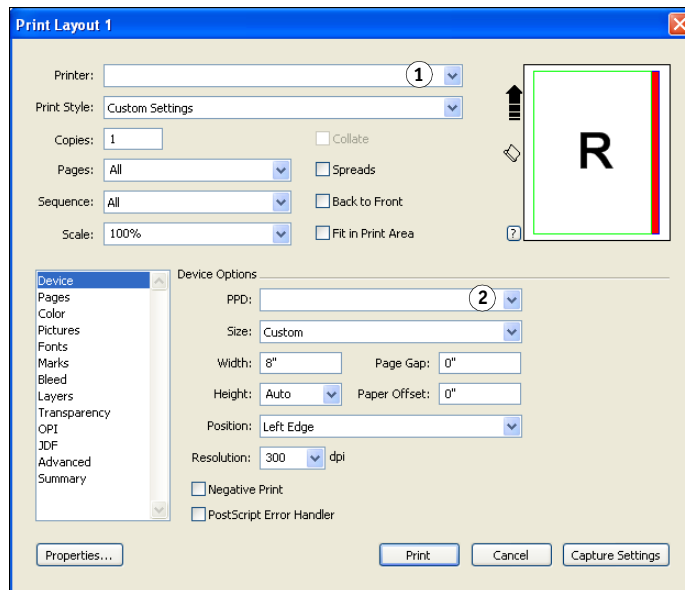 Print Layout 1
Printer: 1
Print Style: Custom Settings
Copies: 1 Collate
Pages: All Spreads
Sequence: All Back to Front
Scale: 100% Fit in Print Area
R
?
Device
Pages
Color
Pictures
Fonts
Marks
Bleed
Layers
Transparency
OPI
JDF
Advanced
Summary
Device Options
PPD: 2
Size: Custom
Width: 8" Page Gap: 0"
Height: Auto Paper Offset: 0"
Position: Left Edge
Resolution: 300 dpi
Negative Print
PostScript Error Handler
Properties... Print Cancel Capture Settings